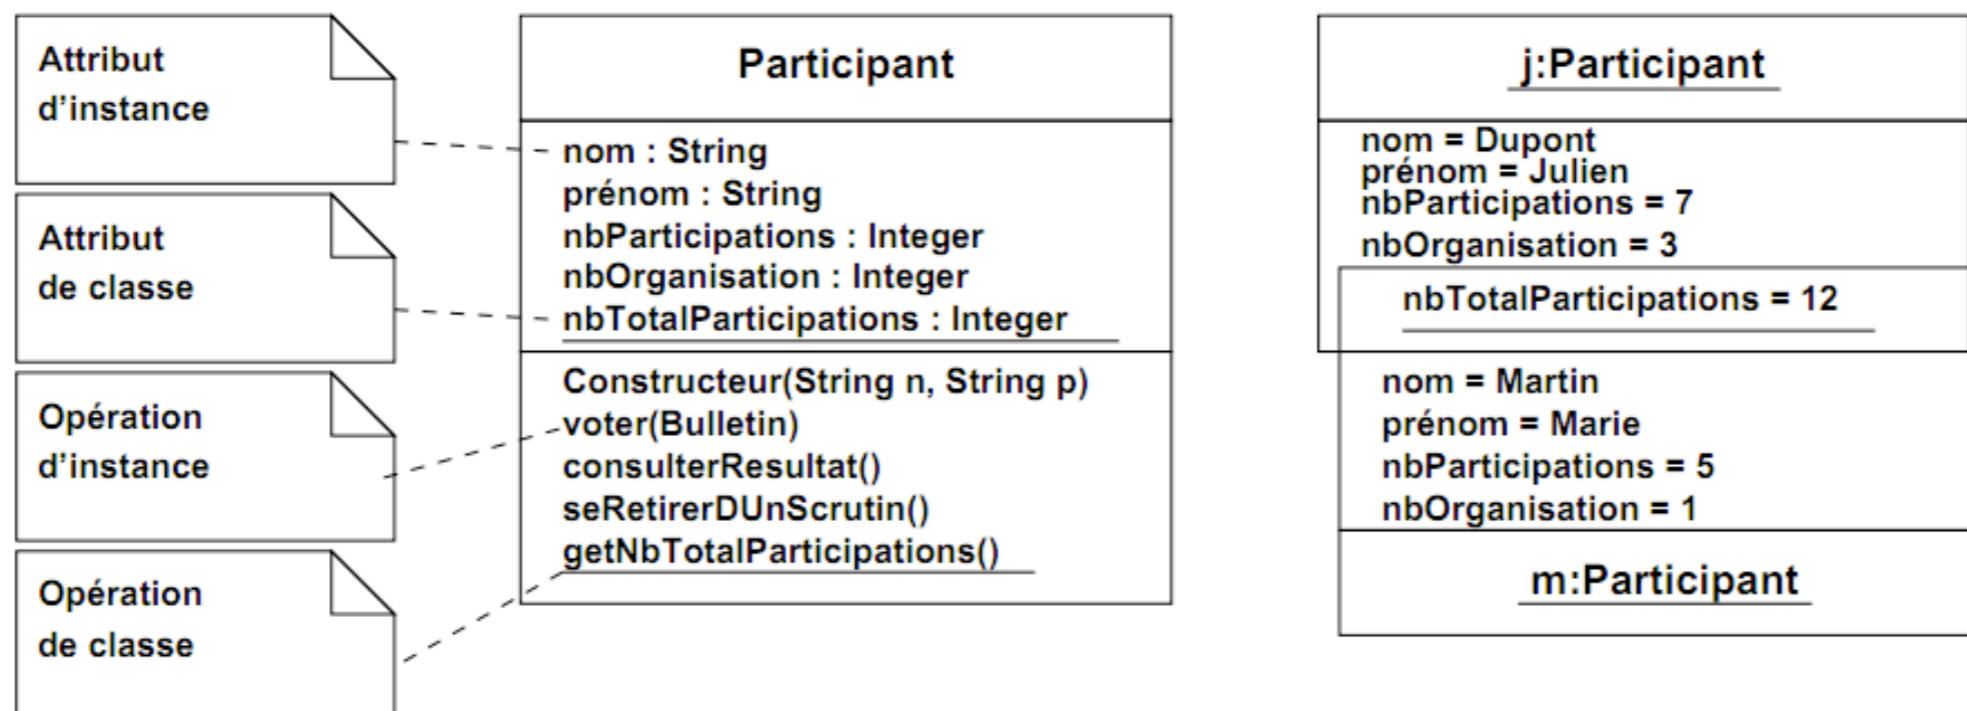 Attribut
d'instance
Attribut
de classe
Opération
d'instance
Opération
de classe
Participant
nom : String
prénom : String
nbParticipations : Integer
nbOrganisation : Integer
nbTotalParticipations : Integer
Constructeur(String n, String p)
voter(Bulletin)
consulterResultat()
seRetirerDUnScrutin()
getNbTotalParticipations()
j:Participant
nom = Dupont
prénom = Julien
nbParticipations = 7
nbOrganisation = 3
nbTotalParticipations = 12
nom = Martin
prénom = Marie
nbParticipations = 5
nbOrganisation = 1
m:Participant